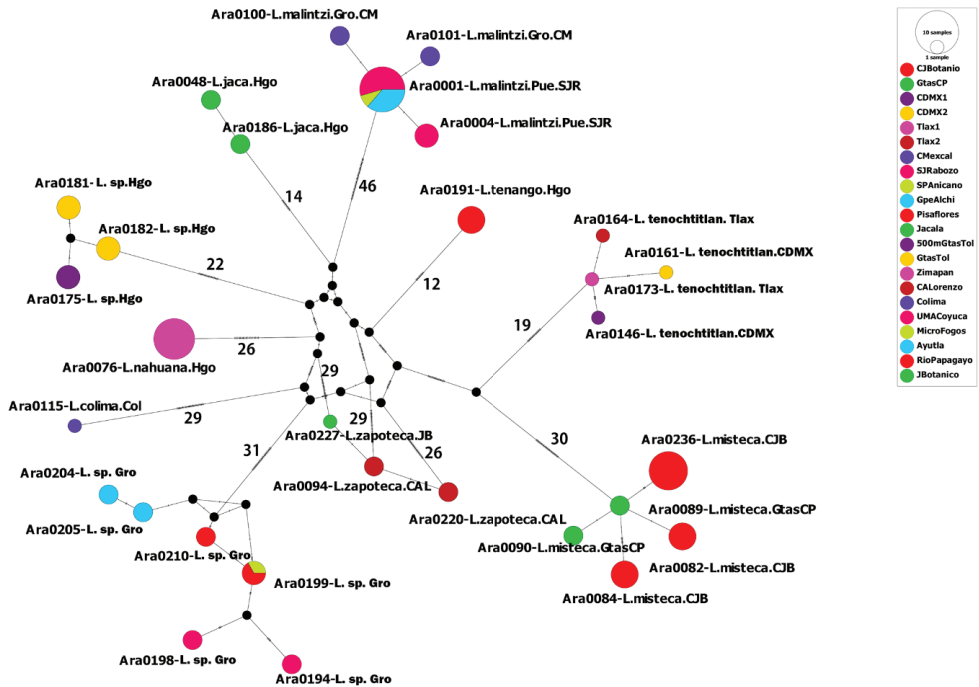 Ara0100-L.malintzi.Gro.CM
Ara0101-L.malintzi.Gro.CM
Ara0048-L.jaca.Hgo
Ara0001-L.malintzi.Pue.SJR
Ara0186-L.jaca.Hgo
Ara0004-L.malintzi.Pue.SJR
14
46
Ara0181-L. sp.Hgo
Ara0191-L.tenango.Hgo
Ara0182-L. sp.Hgo
Ara0164-L. tenochtitlan. Tlax
Ara0161-L. tenochtitlan.CDMX
22
12
Ara0175-L. sp.Hgo
Ara0173-L. tenochtitlan. Tlax
19
Ara0146-L. tenochtitlan.CDMX
26
Ara0076-L.nahuana.Hgo
29
Ara0115-L.colima.Col
29
29
Ara0227-L.zapoteca.JB
30
Ara0236-L.misteca.CJB
31
26
Ara0204-L. sp. Gro
Ara0094-L.zapoteca.CAL
Ara0089-L.misteca.GtasCP
Ara0205-L. sp. Gro
Ara0220-L.zapoteca.CAL
Ara0090-L.misteca.GtasCP
Ara0210-L. sp. Gro
Ara0082-L.misteca.CJB
Ara0199-L. sp. Gro
Ara0084-L.misteca.CJB
Ara0198-L. sp. Gro
Ara0194-L. sp. Gro
10 samples
1 sample
CJBotanio
GtasCP
CDMX1
CDMX2
Tlax1
Tlax2
CMexcal
SJRabozo
SPAnicano
GpeAlchi
Pisaflores
Jacala
500mGtasTol
GtasTol
Zimapan
CALorenzo
Colima
UMACoyuca
MicroFogos
Ayutla
RioPapagayo
JBotanico